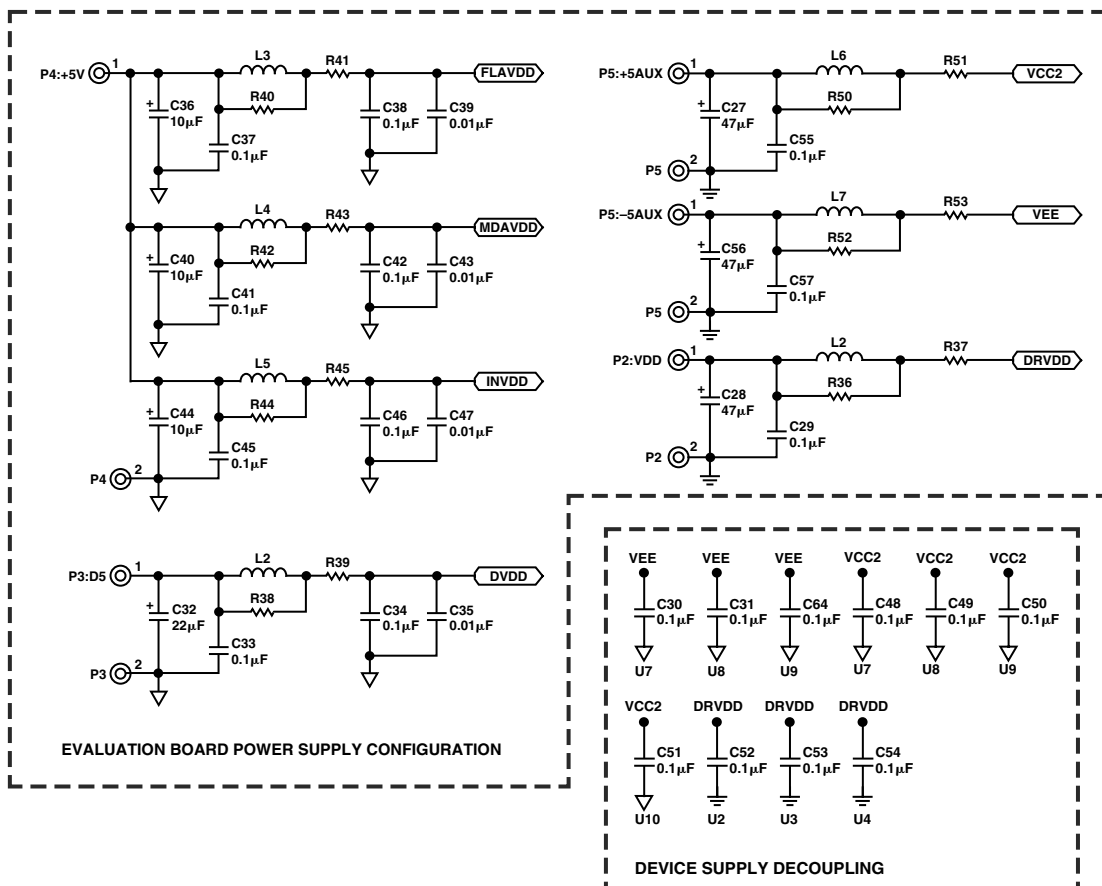 P4:+5V
1
L3
R40
R41
FLAVDD
C36
10µF
C37
0.1µF
C38
0.1µF
C39
0.01µF
L4
R42
R43
MDAVDD
C40
10µF
C41
0.1µF
C42
0.1µF
C43
0.01µF
L5
R44
R45
INVDD
C44
10µF
C45
0.1µF
C46
0.1µF
C47
0.01µF
P4
2
P3:D5
1
L2
R38
R39
DVDD
C32
22µF
C33
0.1µF
C34
0.1µF
C35
0.01µF
P3
2
EVALUATION BOARD POWER SUPPLY CONFIGURATION
P5:+5AUX
1
L6
R50
R51
VCC2
C27
47µF
C55
0.1µF
P5
2
P5:–5AUX
1
L7
R52
R53
VEE
C56
47µF
C57
0.1µF
P5
2
P2:VDD
1
L2
R36
R37
DRVDD
C28
47µF
C29
0.1µF
P2
2
VEE
C30
0.1µF
U7
VEE
C31
0.1µF
U8
VEE
C64
0.1µF
U9
VCC2
C48
0.1µF
U7
VCC2
C49
0.1µF
U8
VCC2
C50
0.1µF
U9
VCC2
C51
0.1µF
U10
DRVDD
C52
0.1µF
U2
DRVDD
C53
0.1µF
U3
DRVDD
C54
0.1µF
U4
DEVICE SUPPLY DECOUPLING